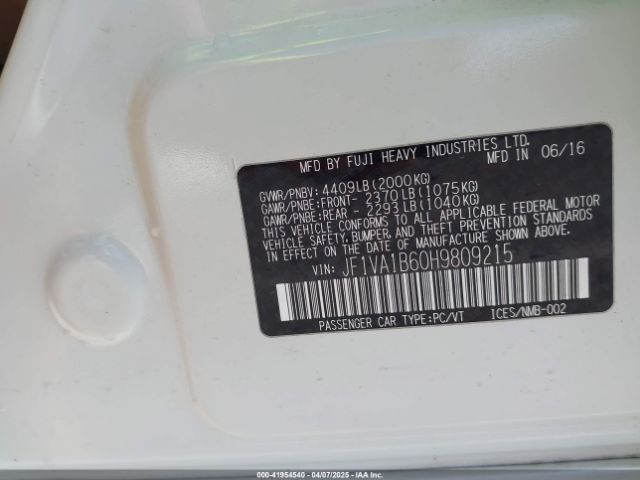 MFD BY FUJI HEAVY INDUSTRIES LTD.
MFD IN 06/16
GVWR/PNBV: 4409LB(2000KG)
GAWR/PNBE:FRONT- 2370LB(1075KG)
GAWR/PNBE:REAR - 2293LB(1040KG)
THIS VEHICLE CONFORMS TO ALL APPLICABLE FEDERAL MOTOR
VEHICLE SAFETY, BUMPER, AND THEFT PREVENTION STANDARDS
IN EFFECT ON THE DATE OF MANUFACTURE SHOWN ABOVE.
VIN: JF1VA1B60H9809215
PASSENGER CAR TYPE:PC/VT ICES/NMB-002
000-41954540 - 04/07/2025 - IAA Inc.